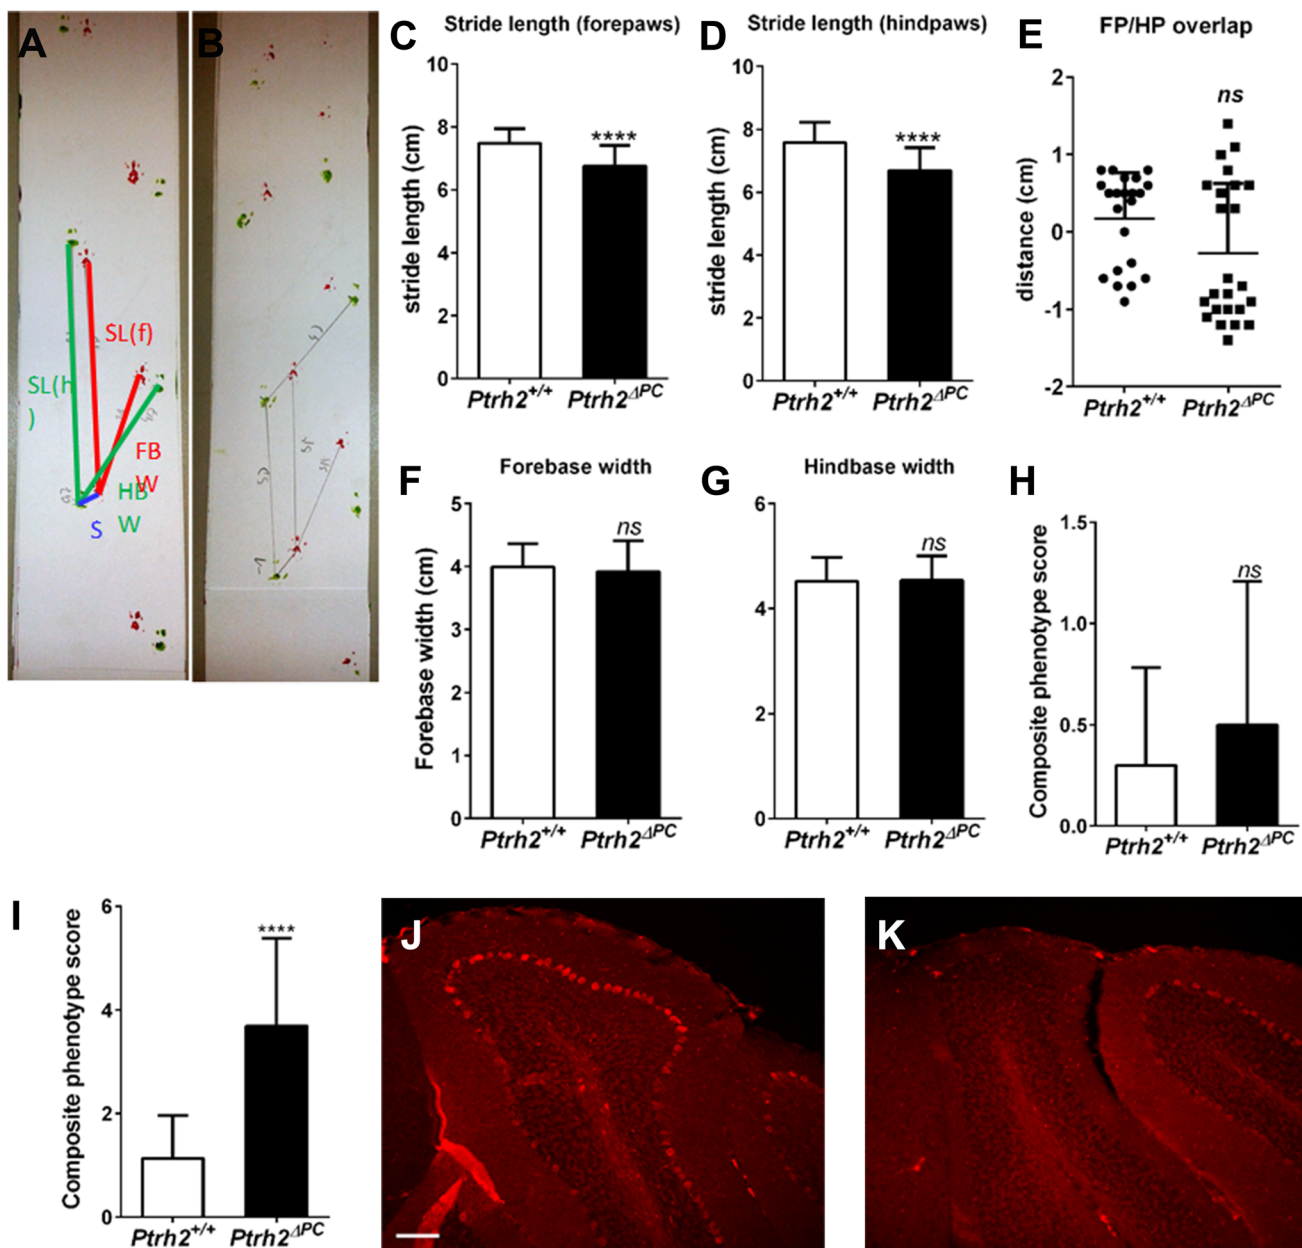 A
SL(f)
SL(h
)
FB
W
HB
W
S
B
C
Stride length (forepaws)
stride length (cm)
10
8
6
4
2
0
****
Ptrh2+/+
Ptrh2ΔPC
D
Stride length (hindpaws)
stride length (cm)
10
8
6
4
2
0
****
Ptrh2+/+
Ptrh2ΔPC
E
FP/HP overlap
distance (cm)
2
1
0
-1
-2
ns
Ptrh2+/+
Ptrh2ΔPC
F
Forebase width
Forebase width (cm)
5
4
3
2
1
0
ns
Ptrh2+/+
Ptrh2ΔPC
G
Hindbase width
6
4
2
0
ns
Ptrh2+/+
Ptrh2ΔPC
H
Composite phenotype score
1.5
1.0
0.5
0.0
ns
Ptrh2+/+
Ptrh2ΔPC
I
Composite phenotype score
6
4
2
0
****
Ptrh2+/+
Ptrh2ΔPC
J
K